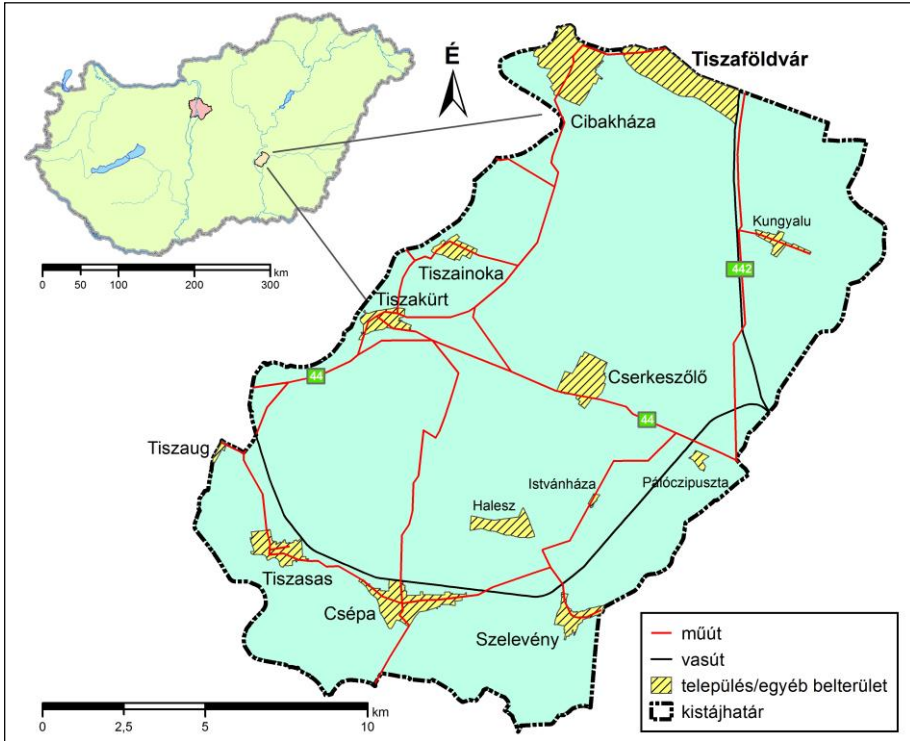 É
Tiszaföldvár
Cibakháza
Kungyalu
Tiszainoka
442
Tiszakürt
km
0 50 100 200 300
44
Cserkeszőlő
44
Tiszaug
Istvánháza
Pálóczipuszta
Halesz
Tiszasas
Csépa
Szelevény
műút
vasút
település/egyéb belterület
kistájhatár
km
0 2,5 5 10